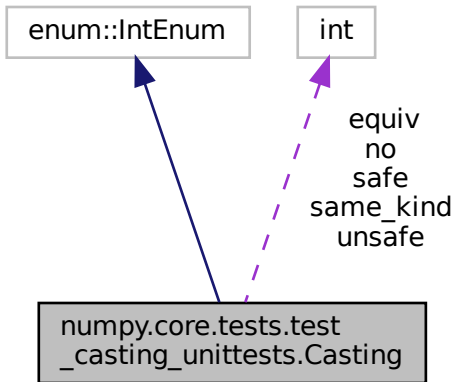 enum::IntEnum
int
equiv
no
safe
same_kind
unsafe
numpy.core.tests.test
_casting_unittests.Casting